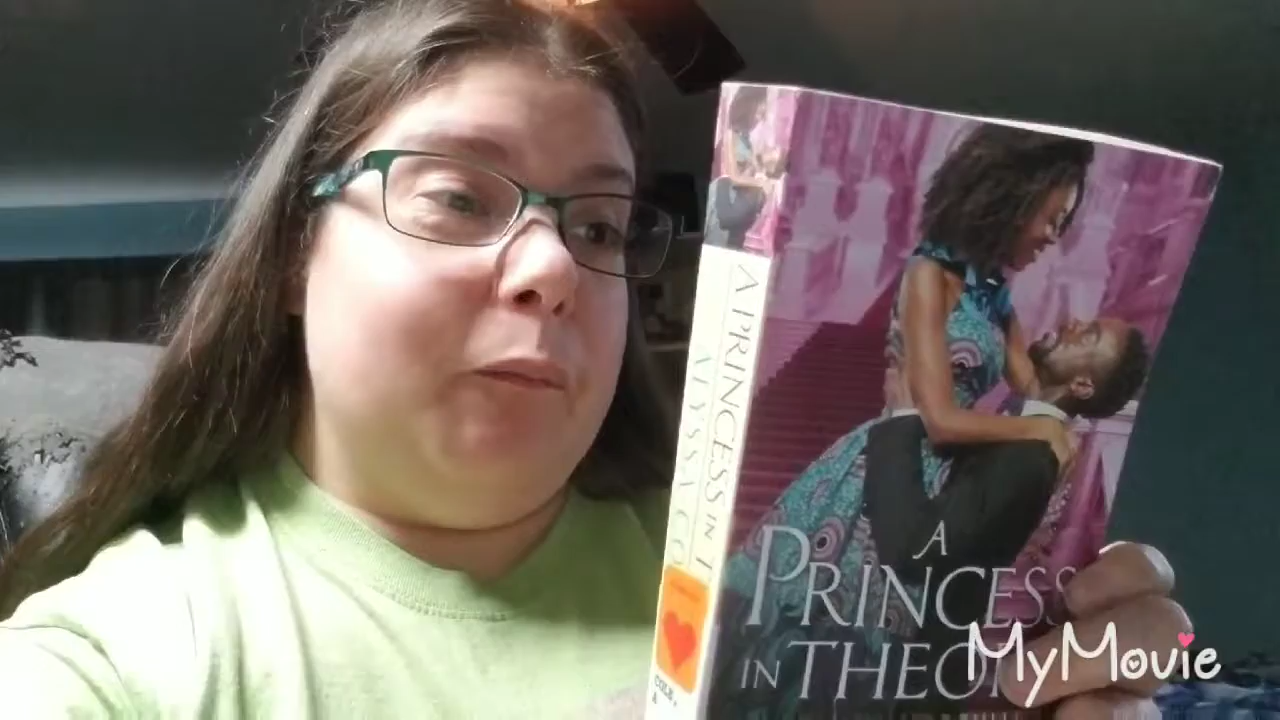 A PRINCESS IN T
ALYSSA CO
A
PRINCESS
IN THEO
MyMovie